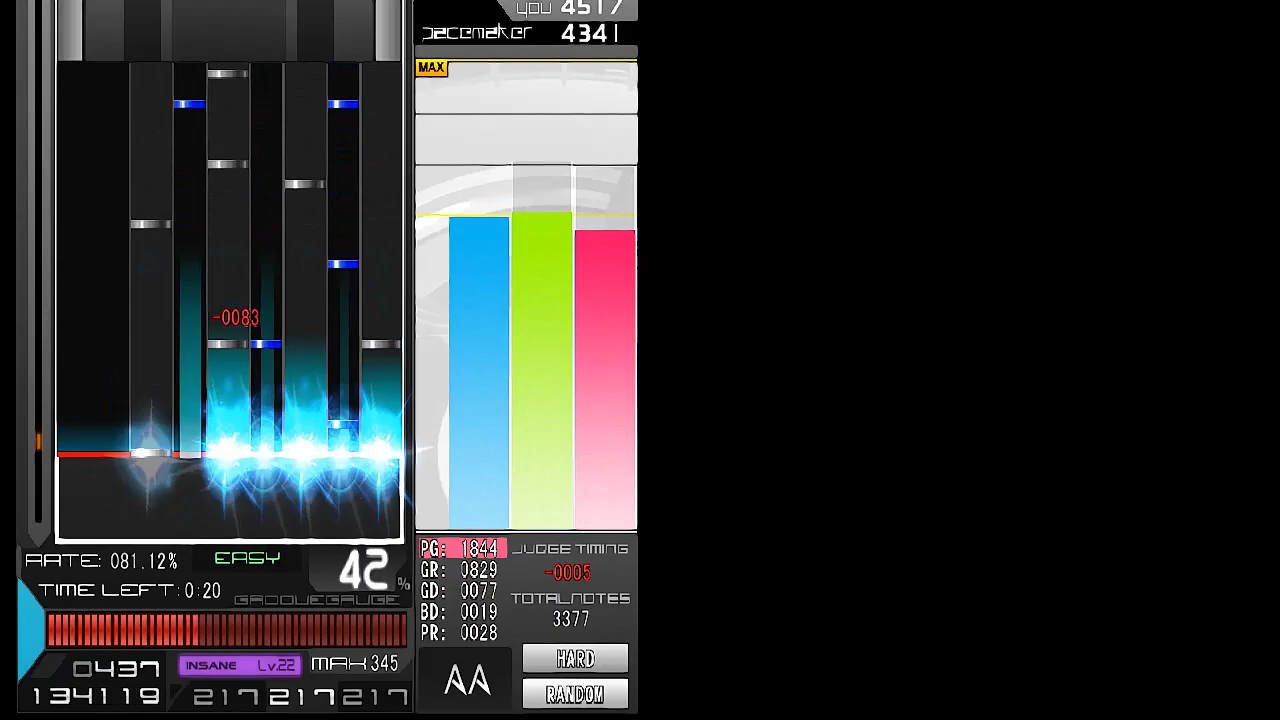 you 4517
pacemaker 4341
MAX
-0083
RATE: 081.12% EASY 42 %
TIME LEFT: 0:20 GROOVEGAUGE
0437 INSANE Lv.22 MAX 345
134119 217 217 217
PG: 1844
GR: 0829
GD: 0077
BD: 0019
PR: 0028
AA
JUDGE TIMING
-0005
TOTALNOTES
3377
HARD
RANDOM